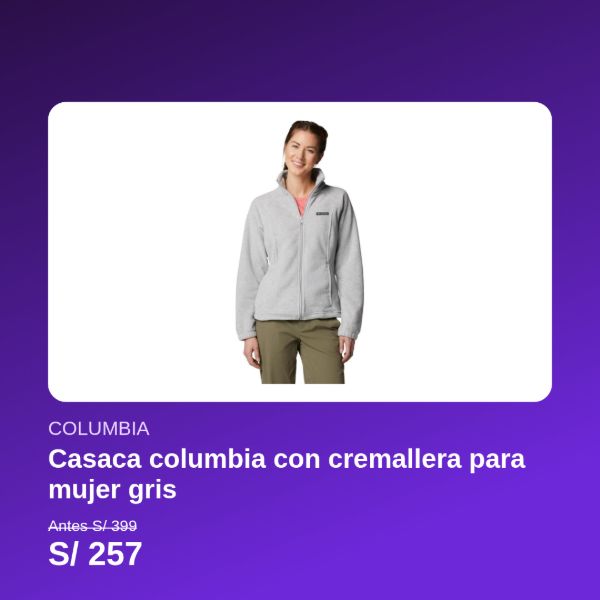 COLUMBIA
Casaca columbia con cremallera para
mujer gris
Antes S/ 399
S/ 257